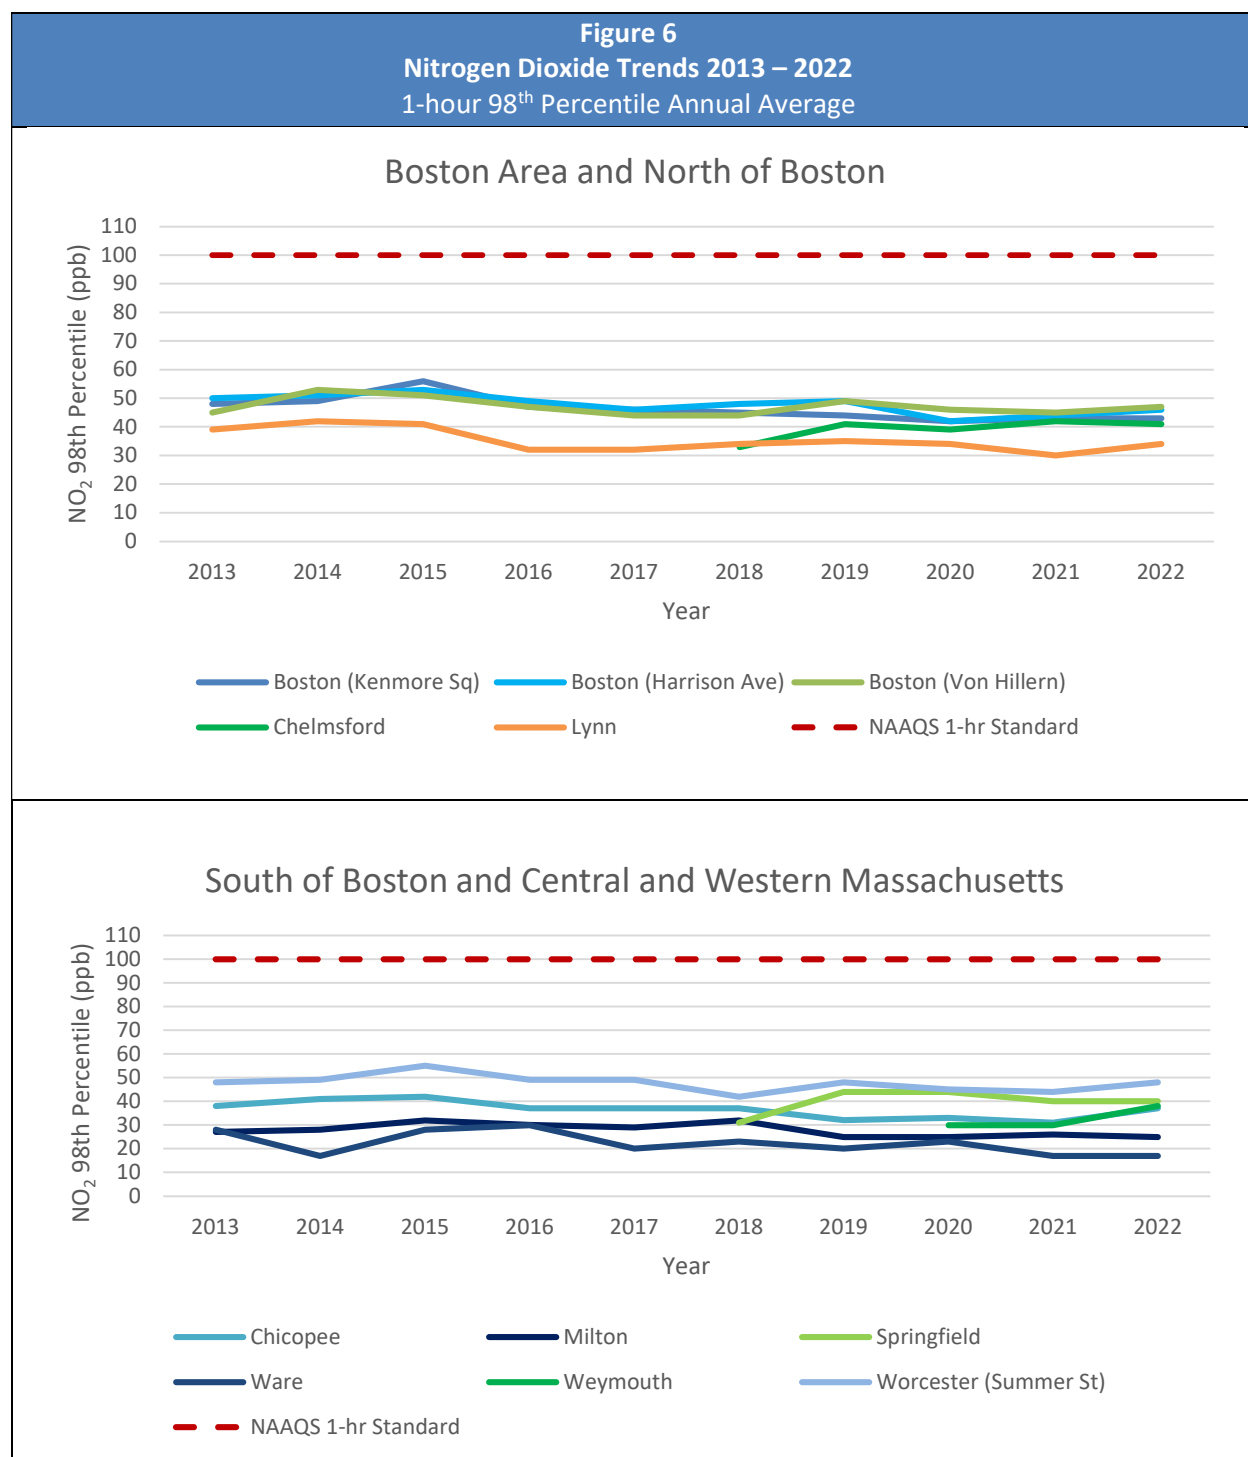 Figure 6
Nitrogen Dioxide Trends 2013 – 2022
1-hour 98th Percentile Annual Average
Boston Area and North of Boston
NO2 98th Percentile (ppb)
110
100
90
80
70
60
50
40
30
20
10
0
2013 2014 2015 2016 2017 2018 2019 2020 2021 2022
Year
Boston (Kenmore Sq) Boston (Harrison Ave) Boston (Von Hillern)
Chelmsford Lynn NAAQS 1-hr Standard
South of Boston and Central and Western Massachusetts
NO2 98th Percentile (ppb)
110
100
90
80
70
60
50
40
30
20
10
0
2013 2014 2015 2016 2017 2018 2019 2020 2021 2022
Year
Chicopee Milton Springfield
Ware Weymouth Worcester (Summer St)
NAAQS 1-hr Standard